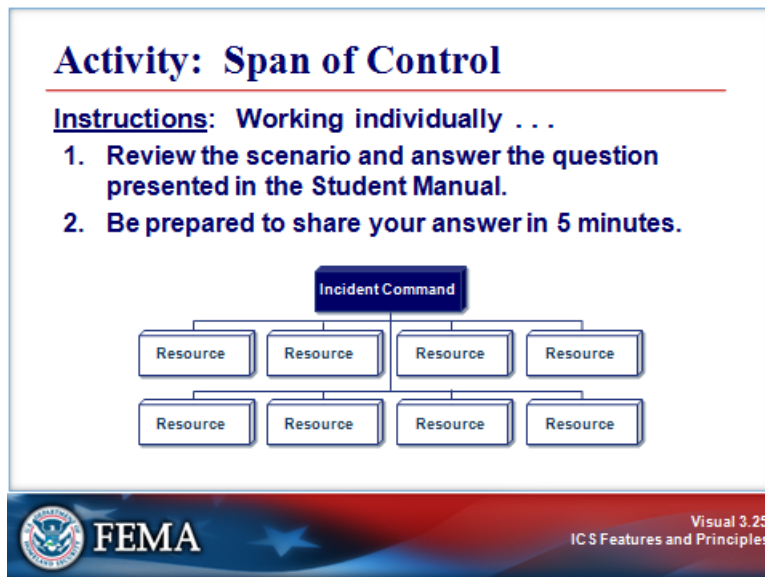 Activity: Span of Control
Instructions: Working individually . . .
1. Review the scenario and answer the question
presented in the Student Manual.
2. Be prepared to share your answer in 5 minutes.
Incident Command
Resource Resource Resource Resource
Resource Resource Resource Resource
FEMA
Visual 3.25
ICS Features and Principles